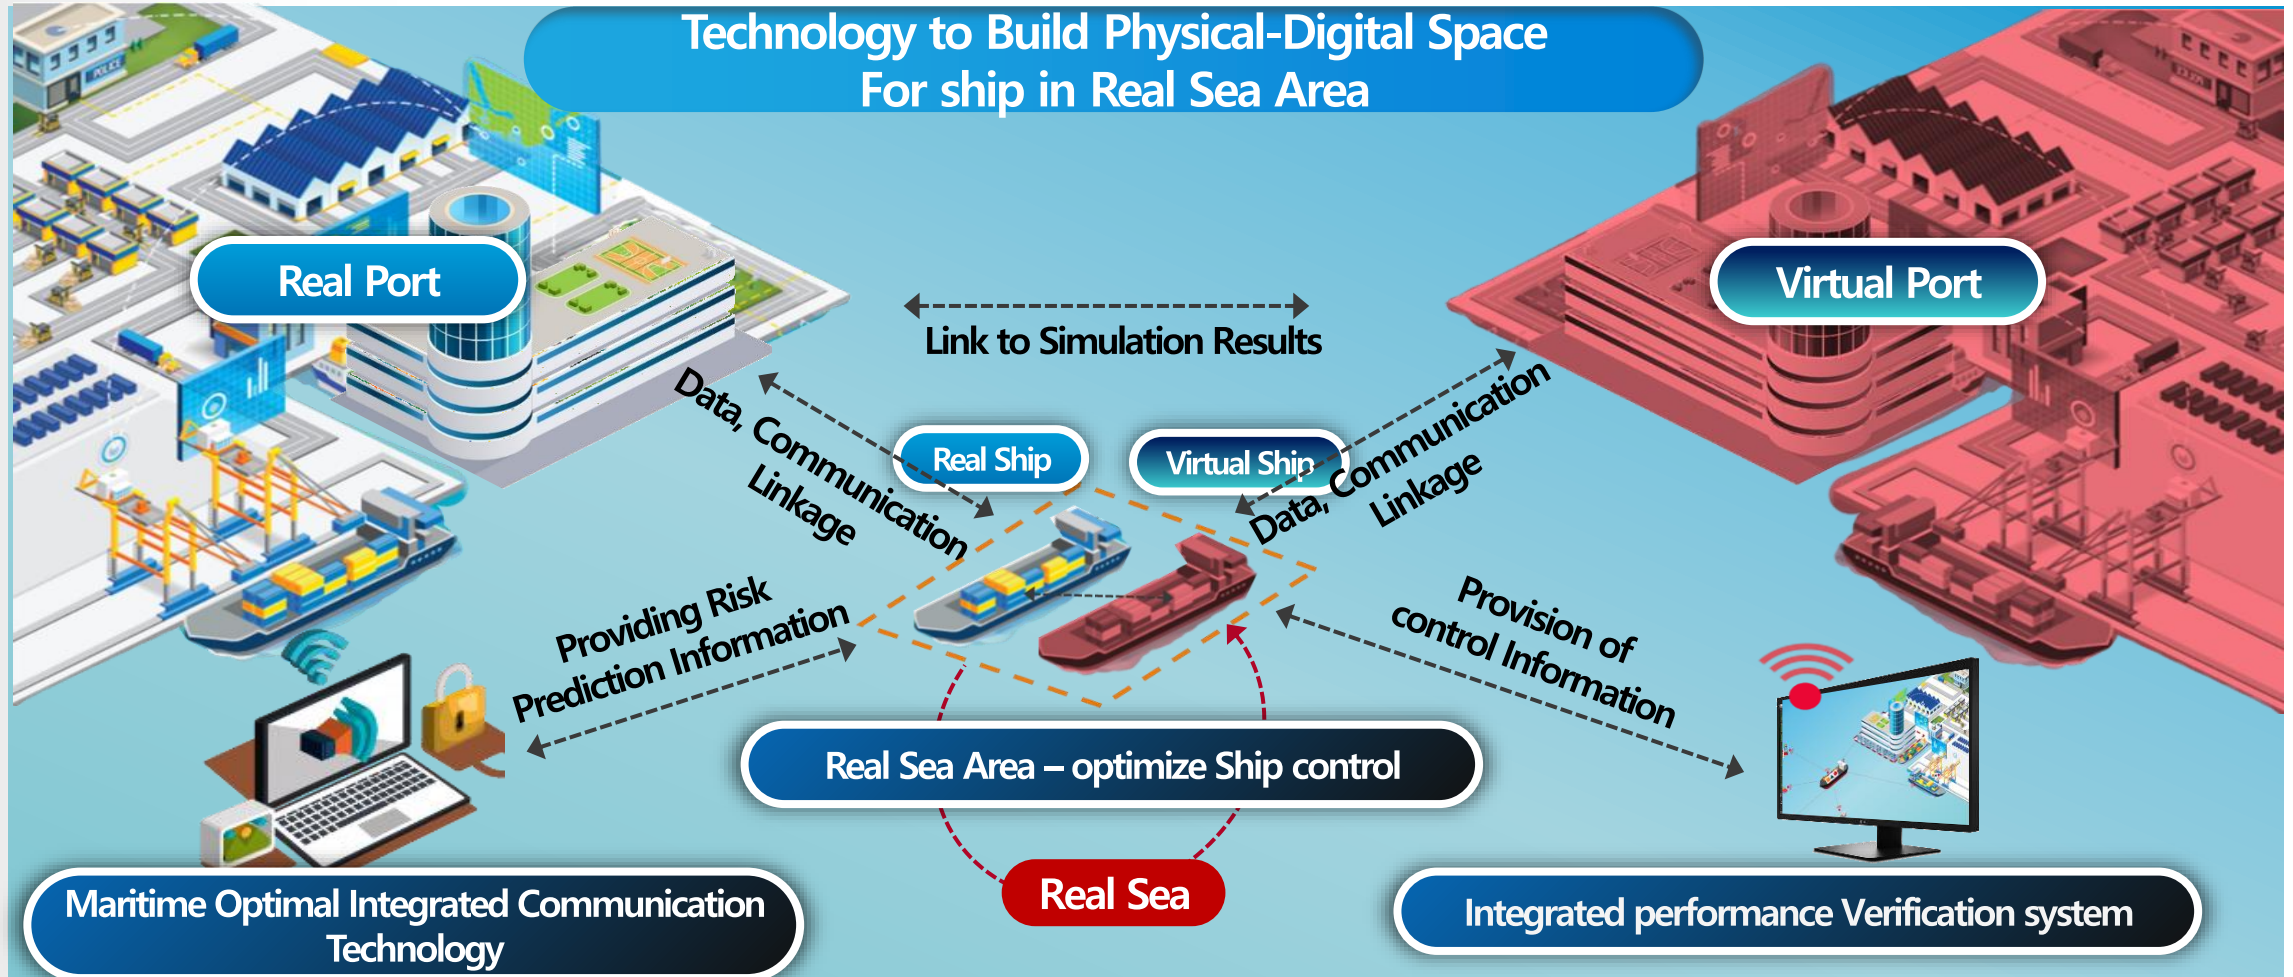 Technology to Build Physical-Digital Space
For ship in Real Sea Area
POLICE
Real Port
Virtual Port
Link to Simulation Results
Data, Communication
Linkage
Real Ship
Virtual Ship
Data, Communication
Linkage
Providing Risk
Prediction Information
Provision of
control Information
Real Sea Area – optimize Ship control
Real Sea
Maritime Optimal Integrated Communication
Technology
Integrated performance Verification system